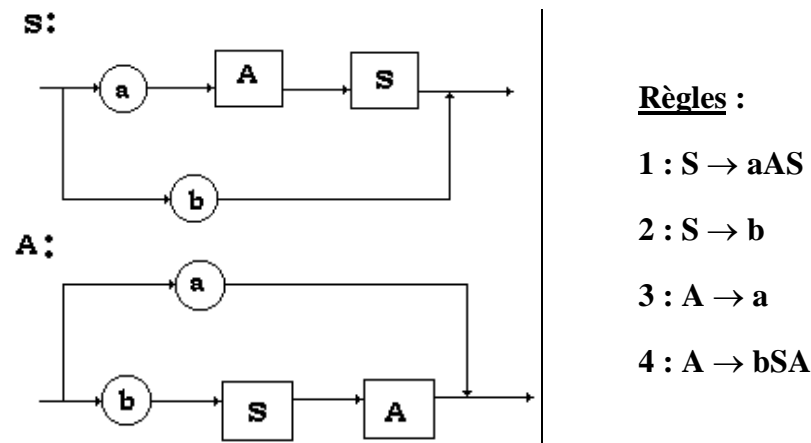 S:
a A S
b
A:
a
b S A
Règles :
1 : S → aAS
2 : S → b
3 : A → a
4 : A → bSA